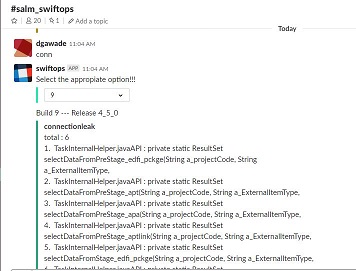 #salm_swiftops
20
1
Add a topic
Today
dgawade 11:04 AM
conn
swiftops APP 11:04 AM
Select the appropiate option!!!
9
Build 9 --- Release 4_5_0
connectionleak
total : 6
1. TaskInternalHelper.javaAPI : private static ResultSet
selectDataFromPreStage_edfi_pckge(String a_projectCode, String
a_ExternalItemType,
2. TaskInternalHelper.javaAPI : private static ResultSet
selectDataFromPreStage_apt(String a_projectCode, String a_ExternalItemType,
3. TaskInternalHelper.javaAPI : private static ResultSet
selectDataFromPreStage_apa(String a_projectCode, String a_ExternalItemType,
4. TaskInternalHelper.javaAPI : private static ResultSet
selectDataFromPreStage_aptlink(String a_projectCode, String a_ExternalItemType,
5. TaskInternalHelper.javaAPI : private static ResultSet
selectDataFromStage_edfi_pckge(String a_projectCode, String a_ExternalItemType,